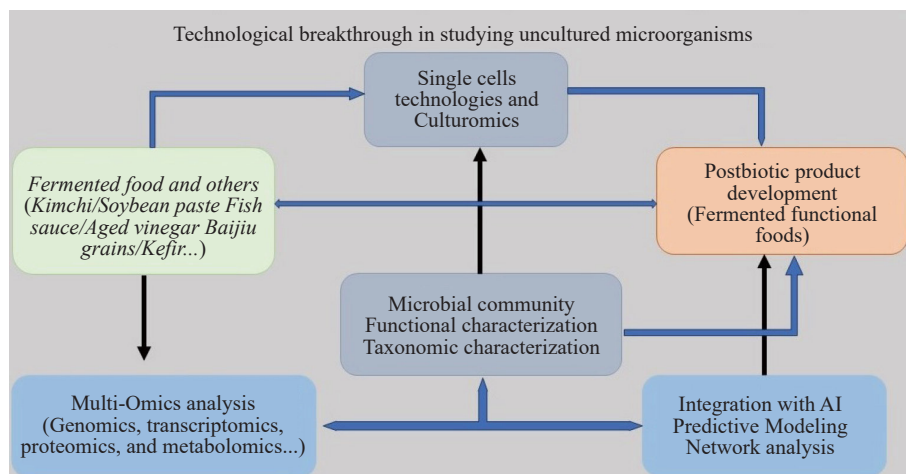 Technological breakthrough in studying uncultured microorganisms
Single cells
technologies and
Culturomics
Fermented food and others
(Kimchi/Soybean paste Fish
sauce/Aged vinegar Baijiu
grains/Kefir...)
Postbiotic product
development
(Fermented functional
foods)
Microbial community
Functional characterization
Taxonomic characterization
Multi-Omics analysis
(Genomics, transcriptomics,
proteomics, and metabolomics...)
Integration with AI
Predictive Modeling
Network analysis